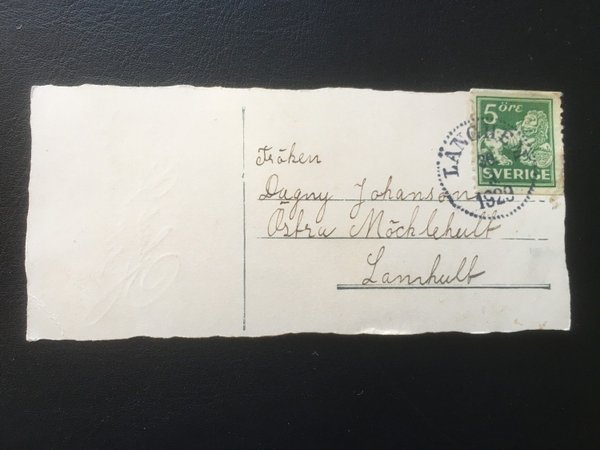 5 ÖRE
SVERIGE
1929
Fröken
Dagny Johanson
Östra Möcklehult
Lamhult